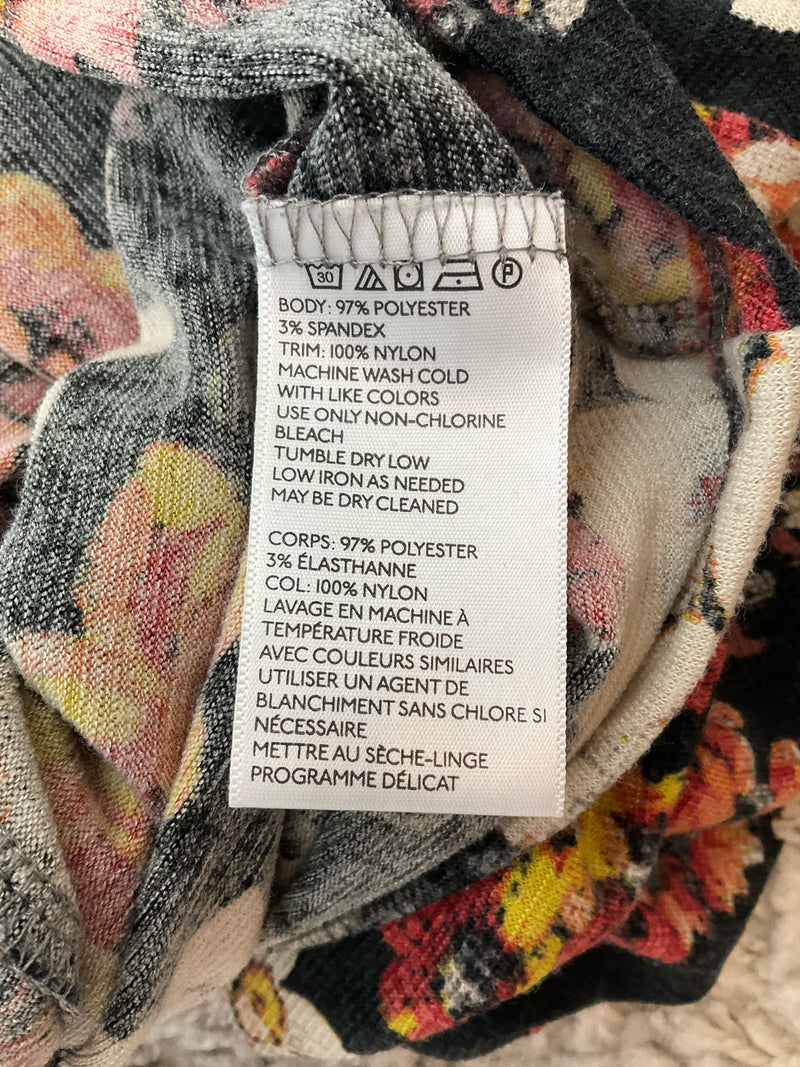 30 P
BODY: 97% POLYESTER
3% SPANDEX
TRIM: 100% NYLON
MACHINE WASH COLD
WITH LIKE COLORS
USE ONLY NON-CHLORINE
BLEACH
TUMBLE DRY LOW
LOW IRON AS NEEDED
MAY BE DRY CLEANED
CORPS: 97% POLYESTER
3% ÉLASTHANNE
COL: 100% NYLON
LAVAGE EN MACHINE À
TEMPÉRATURE FROIDE
AVEC COULEURS SIMILAIRES
UTILISER UN AGENT DE
BLANCHIMENT SANS CHLORE SI
NÉCESSAIRE
METTRE AU SÈCHE-LINGE
PROGRAMME DÉLICAT